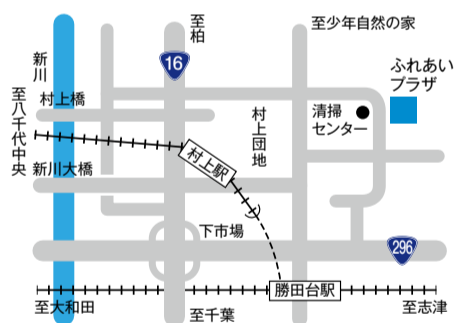 至柏
至少年自然の家
新川
16
ふれあい
プラザ
至八千代中央
村上橋
村上団地
清掃
センター
村上駅
新川大橋
下市場
296
勝田台駅
至大和田
至千葉
至志津